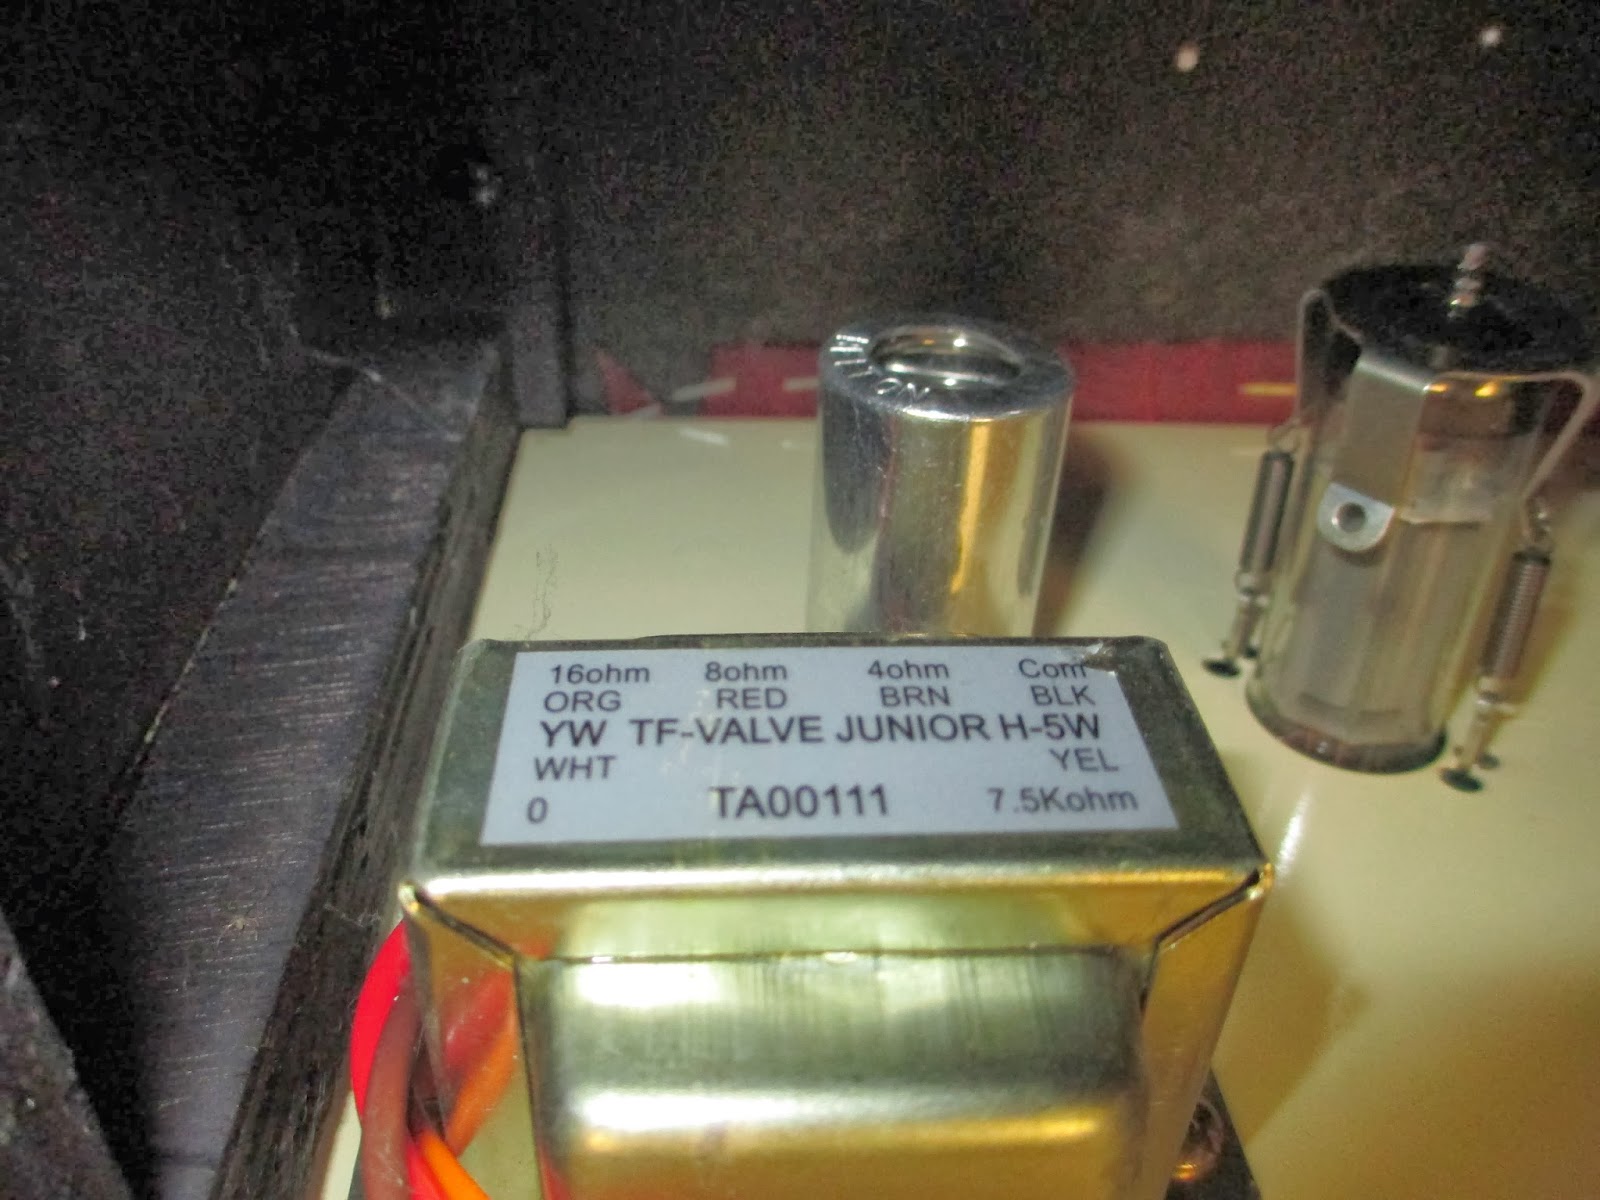 16ohm 8ohm 4ohm Com
ORG RED BRN BLK
YW TF-VALVE JUNIOR H-5W
WHT YEL
0 TA00111 7.5Kohm